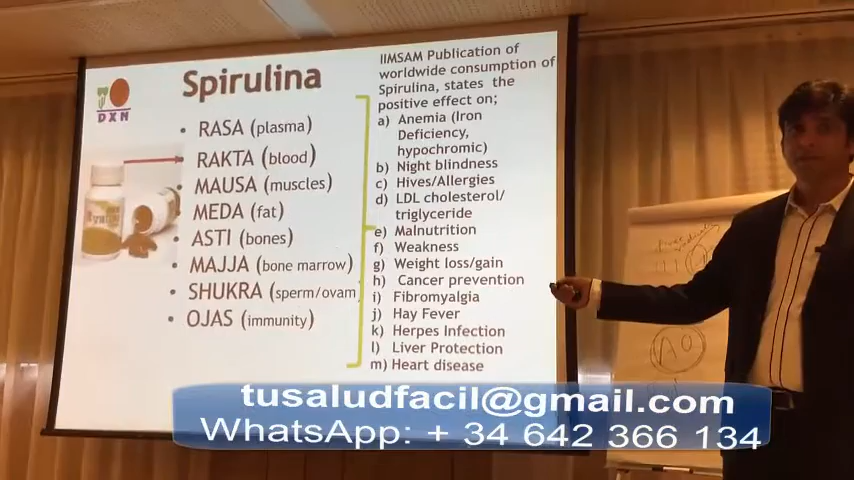 DXN
Spirulina
• RASA (plasma)
RAKTA (blood)
• MAUSA (muscles)
MEDA (fat)
• ASTI (bones)
• MAJJA (bone marrow)
• SHUKRA (sperm/ovam
• OJAS (immunity)
IIMSAM Publication of
worldwide consumption of
Spirulina, states the
positive effect on;
a) Anemia (Iron
Deficiency,
hypochromic)
b) Night blindness
c) Hives/Allergies
d) LDL cholesterol/
triglyceride
e) Malnutrition
f) Weakness
g) Weight loss/gain
h) Cancer prevention
i) Fibromyalgia
j) Hay Fever
k) Herpes Infection
l) Liver Protection
m) Heart disease
AO
tusaludfacil@gmail.com
WhatsApp: + 34 642 366 134